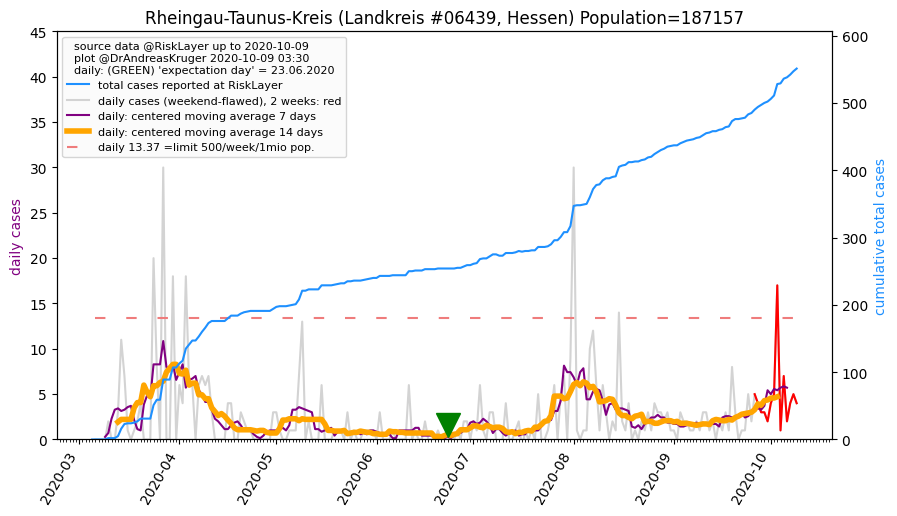 Rheingau-Taunus-Kreis (Landkreis #06439, Hessen) Population=187157
source data @RiskLayer up to 2020-10-09
plot @DrAndreasKruger 2020-10-09 03:30
daily: (GREEN) 'expectation day' = 23.06.2020
total cases reported at RiskLayer
daily cases (weekend-flawed), 2 weeks: red
daily: centered moving average 7 days
daily: centered moving average 14 days
daily 13.37 =limit 500/week/1mio pop.
daily cases
45
40
35
30
25
20
15
10
5
0
cumulative total cases
600
500
400
300
200
100
0
2020-03
2020-04
2020-05
2020-06
2020-07
2020-08
2020-09
2020-10